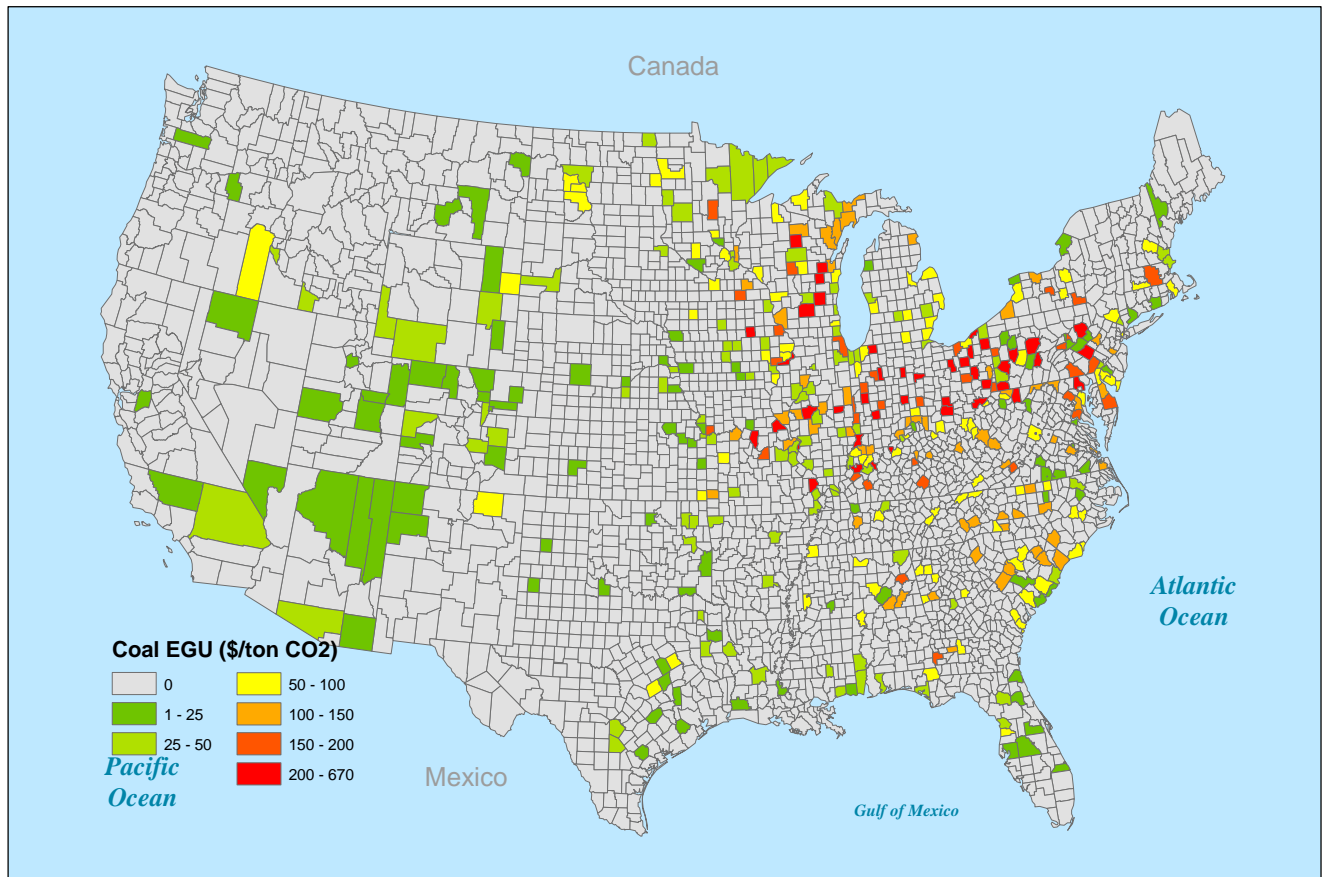 Canada
Atlantic
Ocean
Coal EGU ($/ton CO2)
0
50 - 100
1 - 25
100 - 150
25 - 50
150 - 200
200 - 670
Pacific
Ocean
Mexico
Gulf of Mexico